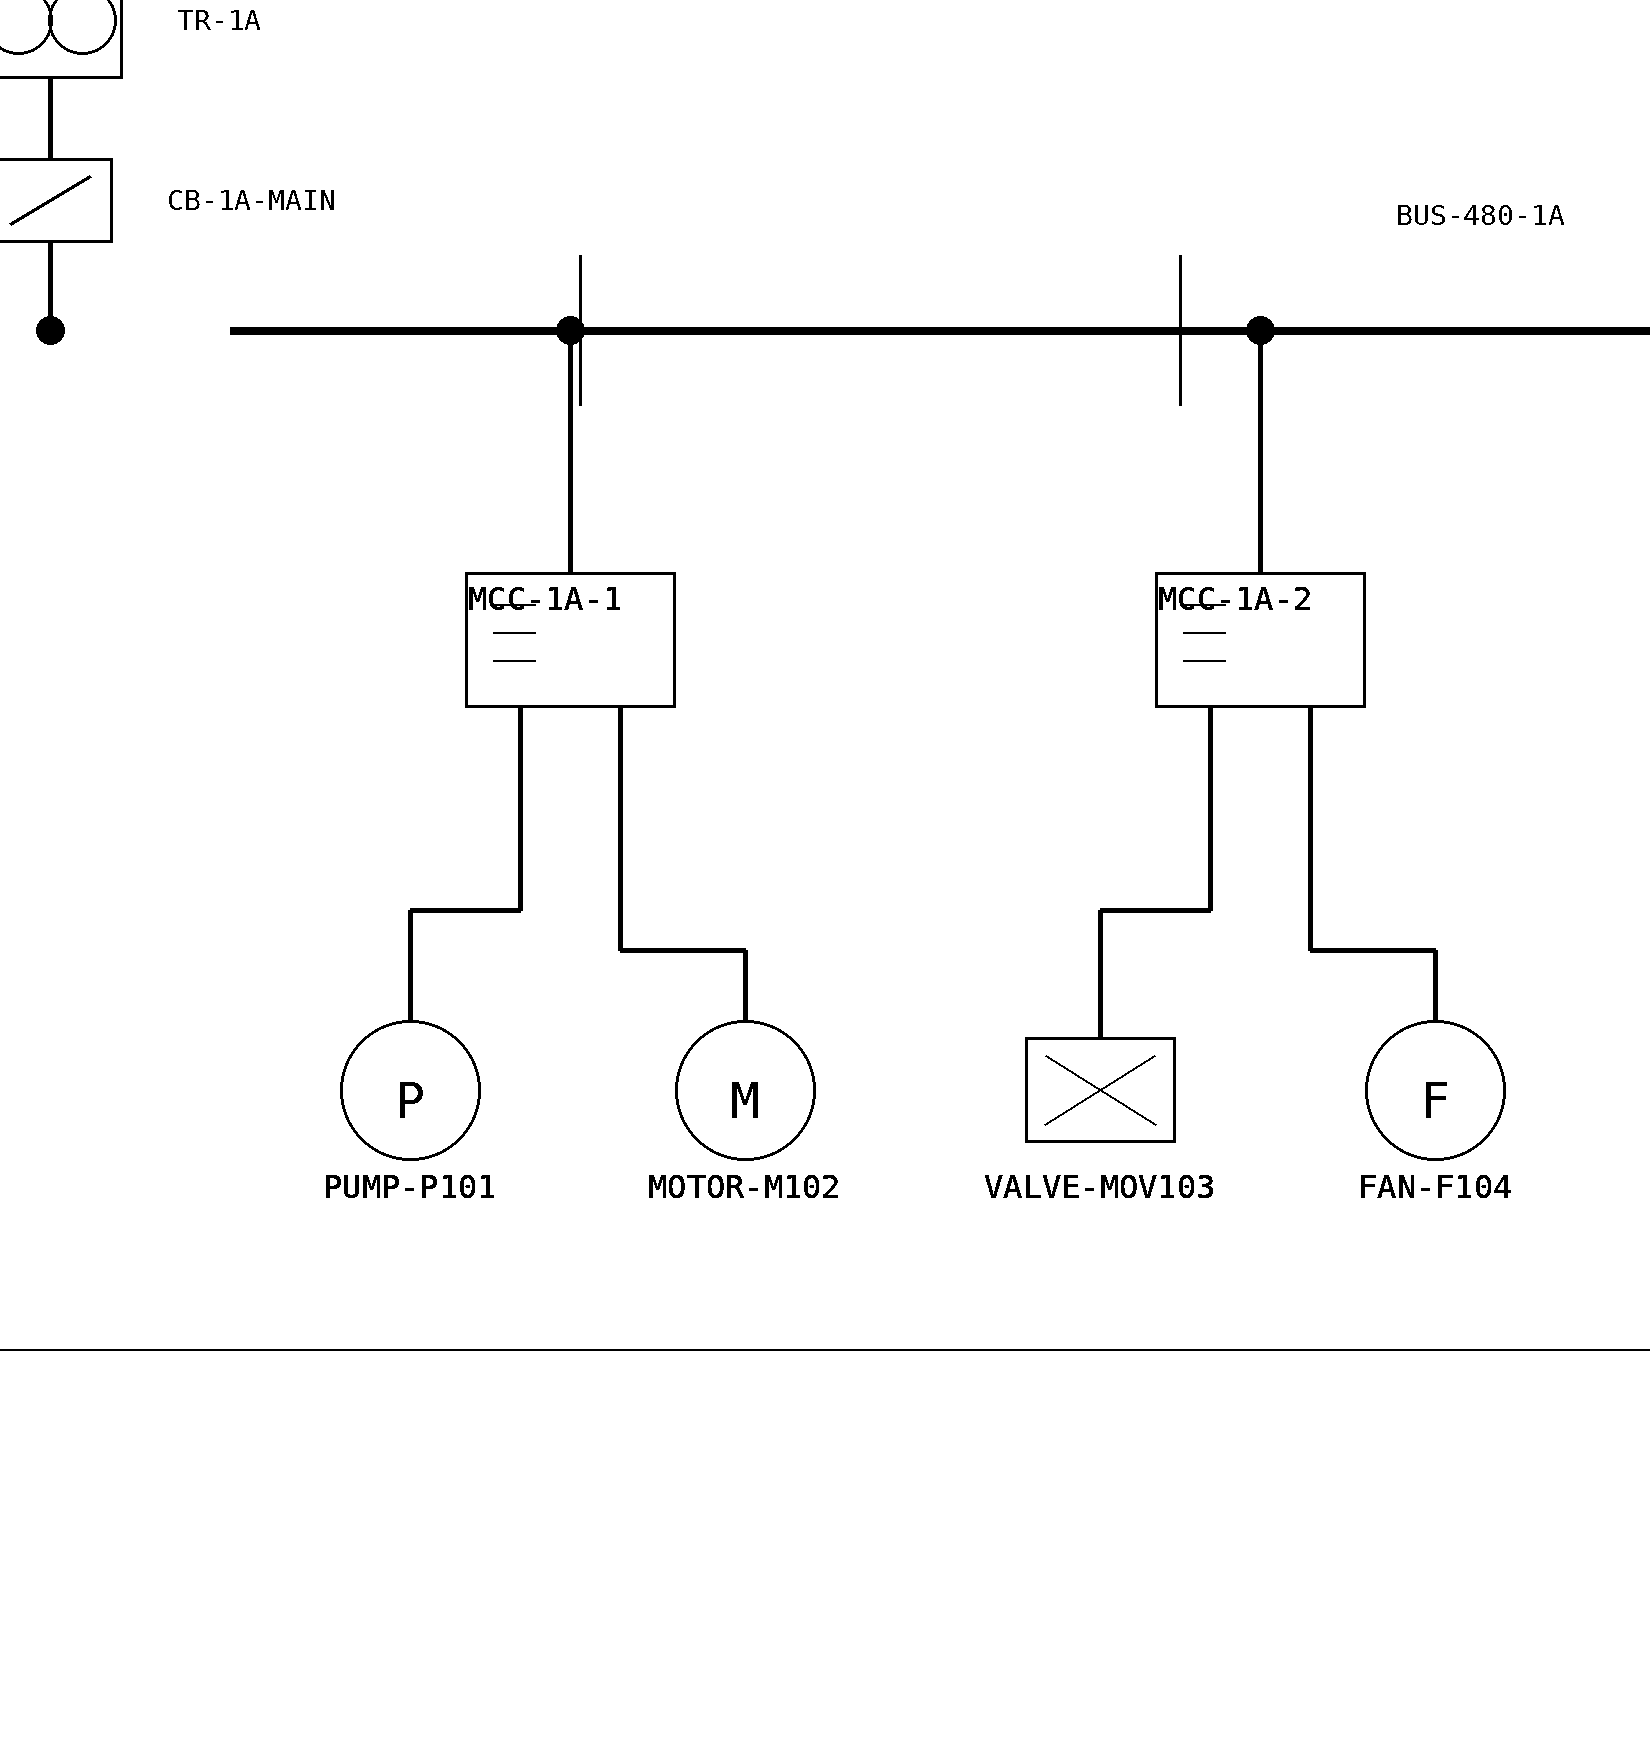 TR-1A
CB-1A-MAIN
BUS-480-1A
MCC-1A-1
MCC-1A-2
P
M
F
PUMP-P101
MOTOR-M102
VALVE-MOV103
FAN-F104